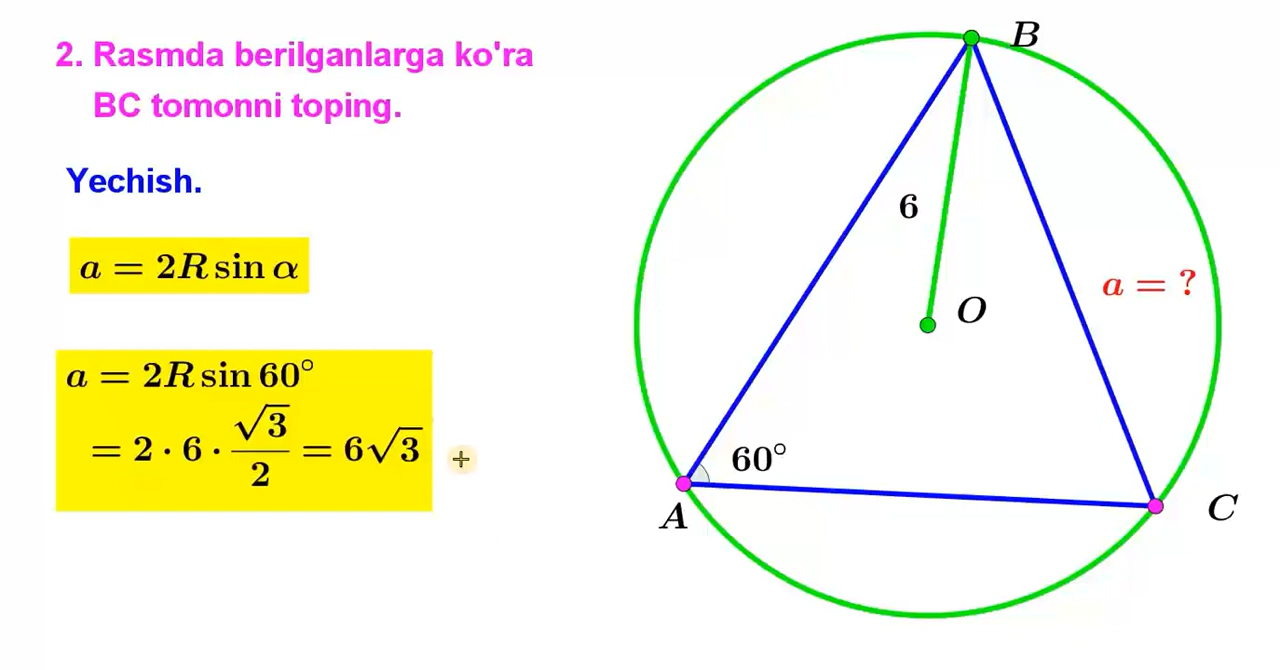 2. Rasmda berilganlarga ko'ra
BC tomonni toping.
Yechish.
a = 2R sin α
a = 2R sin 60°
= 2 · 6 · √3/2 = 6√3
B
6
O
a = ?
60°
A
C